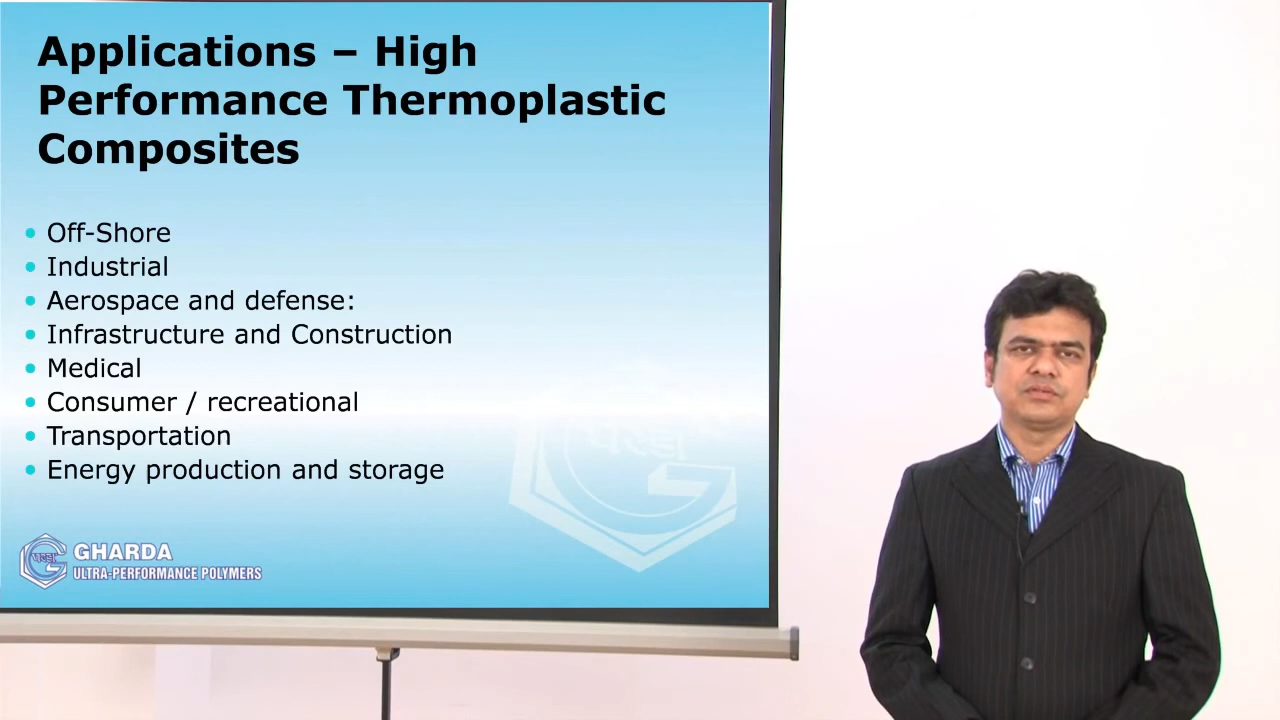 Applications – High
Performance Thermoplastic
Composites
• Off-Shore
• Industrial
• Aerospace and defense:
• Infrastructure and Construction
• Medical
• Consumer / recreational
• Transportation
• Energy production and storage
घरडा
GHARDA
ULTRA-PERFORMANCE POLYMERS